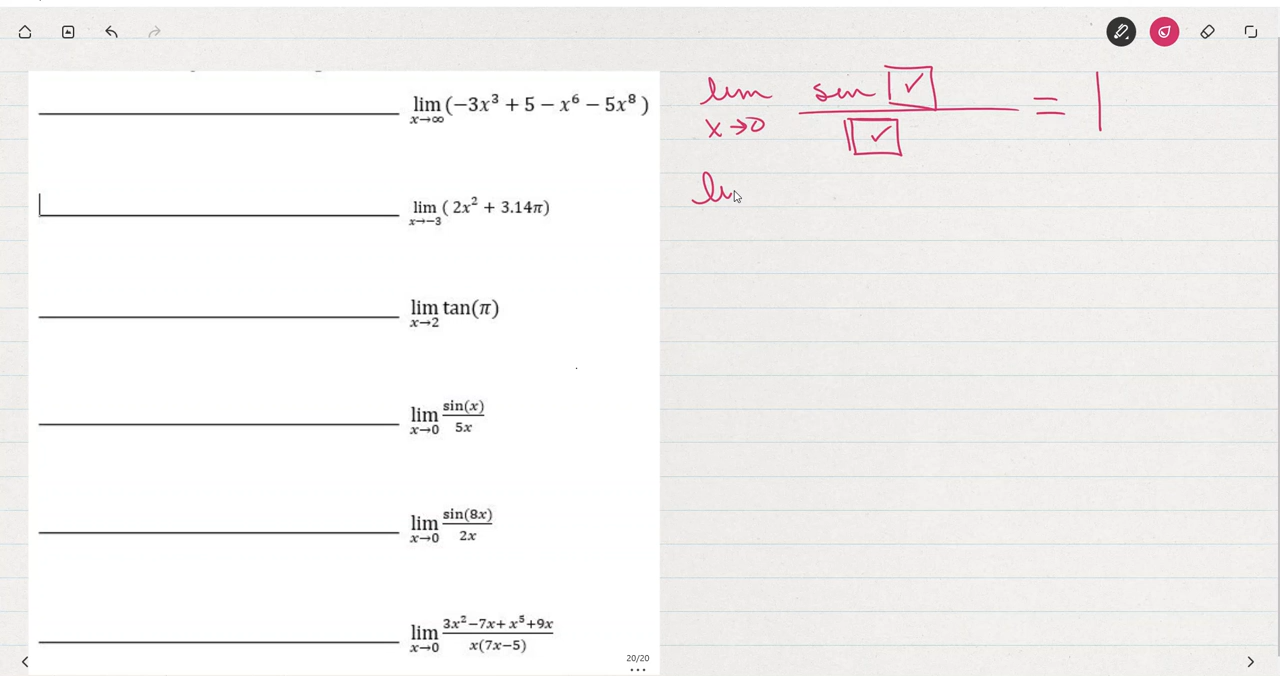 lim x→∞ (−3x³ + 5 − x⁶ − 5x⁸ )
lim x→−3 ( 2x² + 3.14π)
lim x→2 tan(π)
lim x→0 sin(x)/5x
lim x→0 sin(8x)/2x
lim x→0 (3x²−7x+x⁵+9x)/(x(7x−5))
20/20
lim x→0 sen ✓ / ✓ = 1